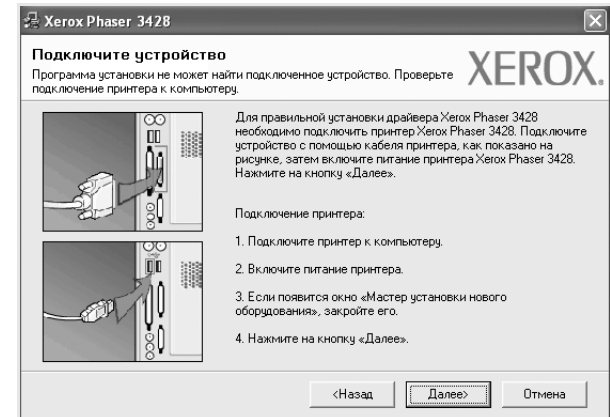 Xerox Phaser 3428
Подключите устройство
Программа установки не может найти подключенное устройство. Проверьте
подключение принтера к компьютеру.
XEROX.
Для правильной установки драйвера Xerox Phaser 3428
необходимо подключить принтер Xerox Phaser 3428. Подключите
устройство с помощью кабеля принтера, как показано на
рисунке, затем включите питание принтера Xerox Phaser 3428.
Нажмите на кнопку «Далее».
Подключение принтера:
1. Подключите принтер к компьютеру.
2. Включите питание принтера.
3. Если появится окно «Мастер установки нового
оборудования», закройте его.
4. Нажмите на кнопку «Далее».
<Назад
Далее>
Отмена